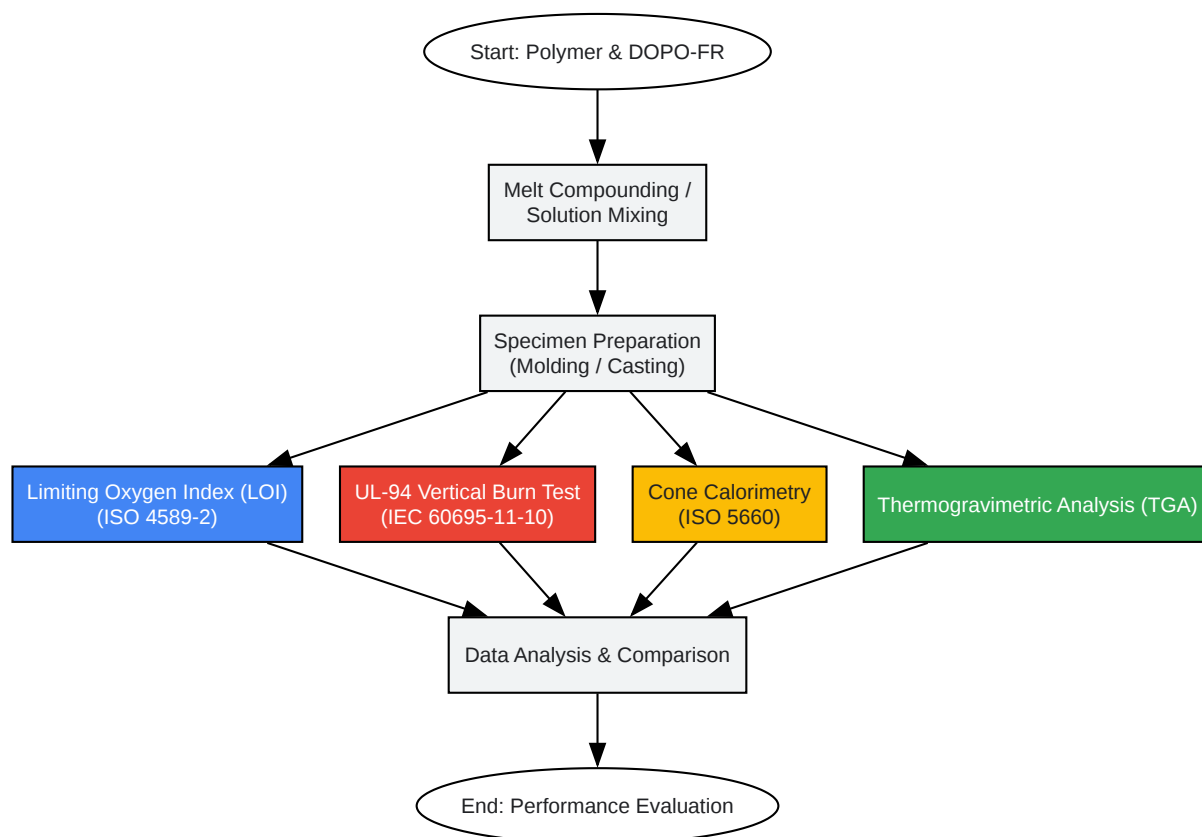 Start: Polymer & DOPO-FR
Melt Compounding /
Solution Mixing
Specimen Preparation
(Molding / Casting)
Limiting Oxygen Index (LOI)
(ISO 4589-2)
UL-94 Vertical Burn Test
(IEC 60695-11-10)
Cone Calorimetry
(ISO 5660)
Thermogravimetric Analysis (TGA)
Data Analysis & Comparison
End: Performance Evaluation